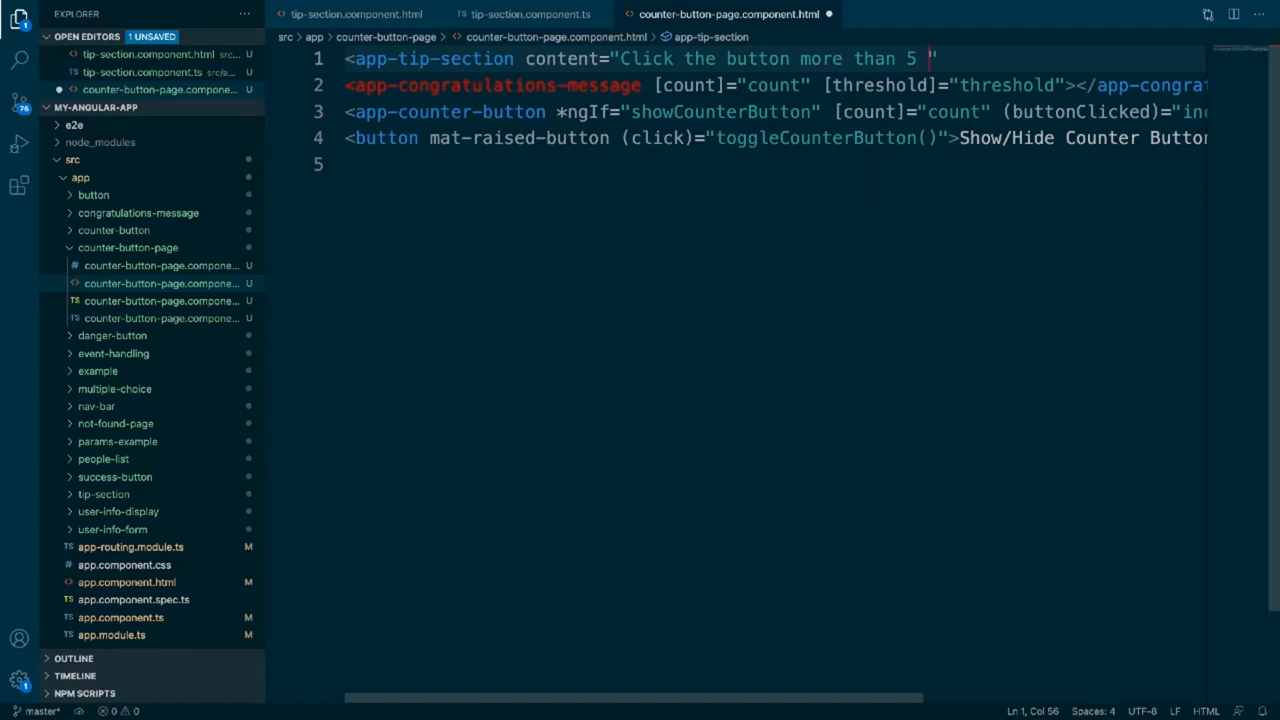 EXPLORER
tip-section.component.html
tip-section.component.ts
counter-button-page.component.html
OPEN EDITORS 1 UNSAVED
src > app > counter-button-page > counter-button-page.component.html > app-tip-section
tip-section.component.html
tip-section.component.ts src/e...
counter-button-page.compone...
MY-ANGULAR-APP
e2e
node_modules
src
app
button
congratulations-message
counter-button
counter-button-page
counter-button-page.compone... U
counter-button-page.compone... U
counter-button-page.compone... U
counter-button-page.compone... U
danger-button
event-handling
example
multiple-choice
nav-bar
not-found-page
params-example
people-list
success-button
tip-section
user-info-display
user-info-form
app-routing.module.ts M
app.component.css
app.component.html M
app.component.spec.ts
app.component.ts M
app.module.ts M
OUTLINE
TIMELINE
NPM SCRIPTS
1 <app-tip-section content="Click the button more than 5 "
2 <app-congratulations-message [count]="count" [threshold]="threshold"></app-congrat
3 <app-counter-button *ngIf="showCounterButton" [count]="count" (buttonClicked)="inc
4 <button mat-raised-button (click)="toggleCounterButton()">Show/Hide Counter Button
5
1
76
1
master*
0 0
Ln 1, Col 56
Spaces: 4
UTF-8
LF
HTML